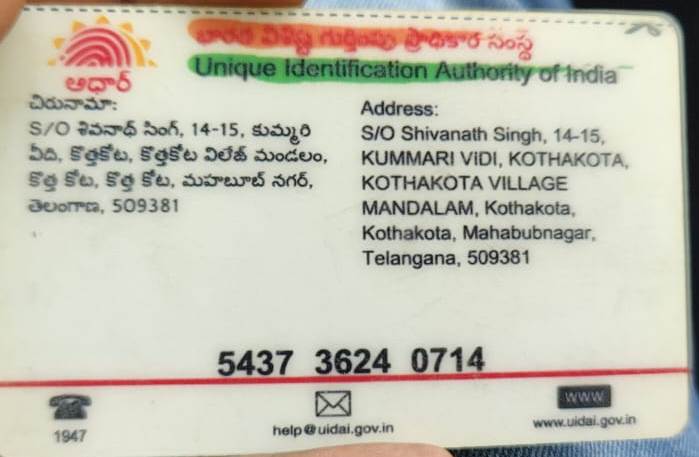 భారత విశిష్ట గుర్తింపు ప్రాధికార సంస్థ
Unique Identification Authority of India
ఆధార్
చిరునామా:
S/O శివనాథ్ సింగ్, 14-15, కుమ్మరి
వీది, కొత్తకోట, కొత్తకోట విలేజ్ మండలం,
కొత్త కోట, కొత్త కోట, మహబూబ్ నగర్,
తెలంగాణ, 509381
Address:
S/O Shivanath Singh, 14-15,
KUMMARI ViDI, KOTHAKOTA,
KOTHAKOTA VILLAGE
MANDALAM, Kothakota,
Kothakota, Mahabubnagar,
Telangana, 509381
5437 3624 0714
1947
help@uidai.gov.in
www
www.uidai.gov.in